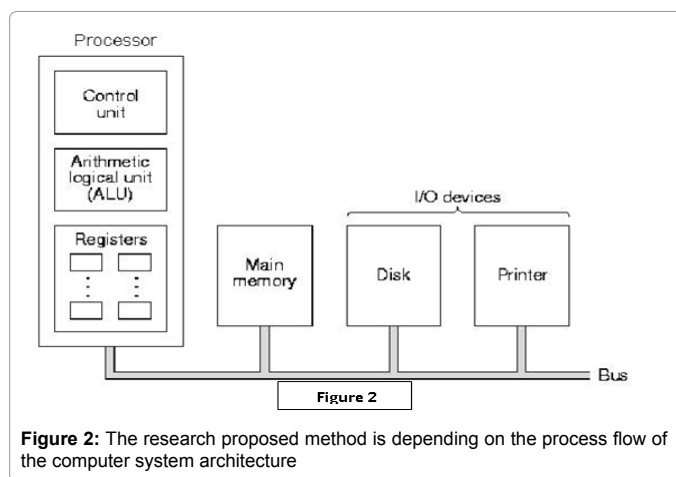 Processor
Control
unit
Arithmetic
logical unit
(ALU)
Registers
I/O devices
Main
memory
Disk
Printer
Bus
Figure 2
Figure 2: The research proposed method is depending on the process flow of
the computer system architecture